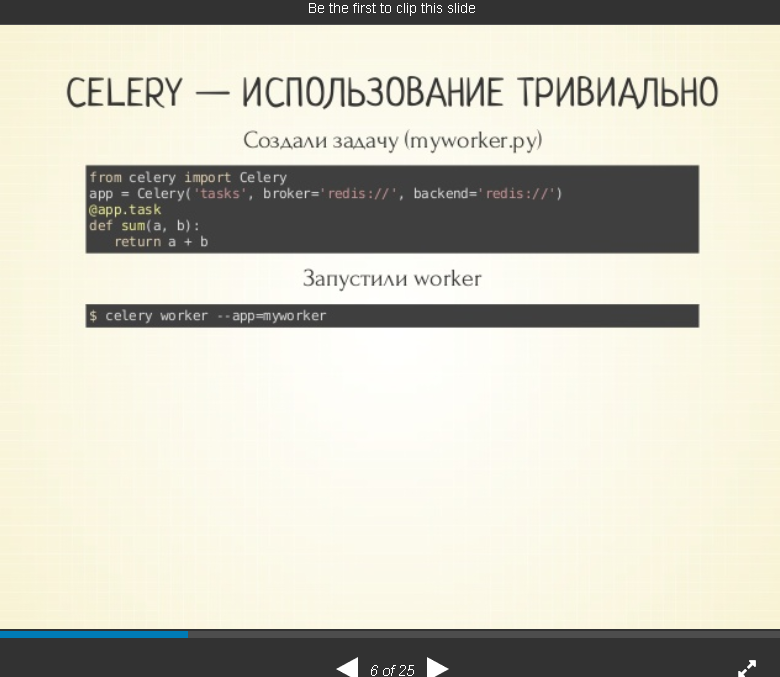 Be the first to clip this slide
CELERY — ИСПОЛЬЗОВАНИЕ ТРИВИАЛЬНО
Создали задачу (myworker.py)
from celery import Celery
app = Celery('tasks', broker='redis://', backend='redis://')
@app.task
def sum(a, b):
   return a + b
Запустили worker
$ celery worker --app=myworker
6 of 25